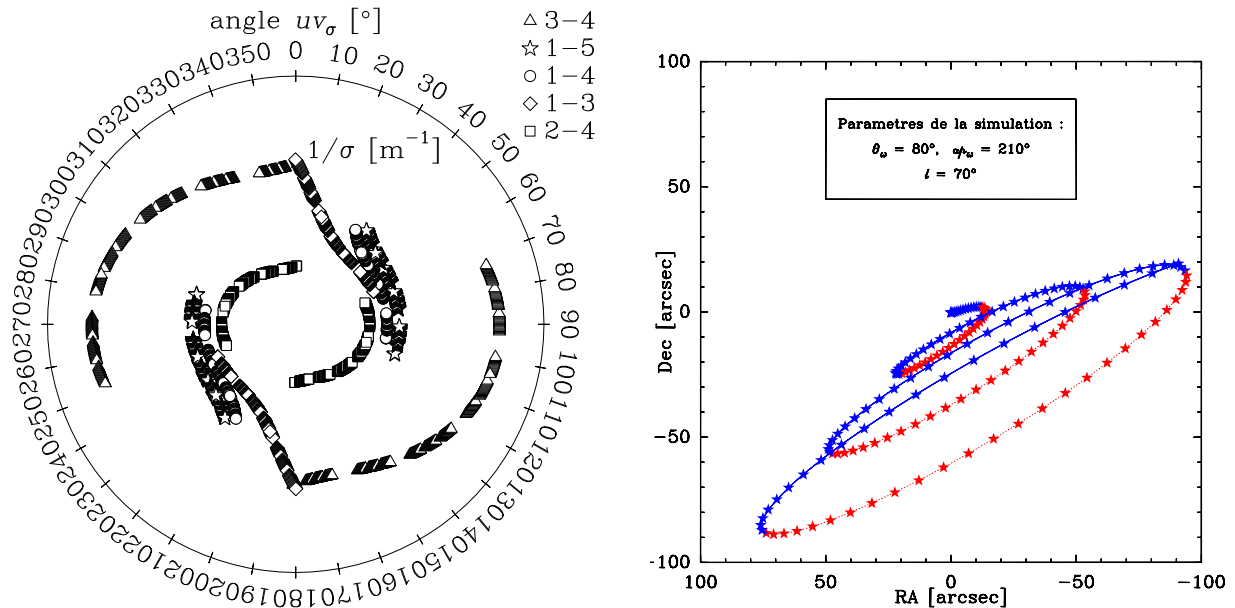 angle uvσ [°]
△ 3−4
☆ 1−5
○ 1−4
◇ 1−3
□ 2−4
0 10 20 30 40 50 60 70 80 90 100 110 120 130 140 150 160 170 180 190 200 210 220 230 240 250 260 270 280 290 300 310 320 330 340 350
1/σ [m⁻¹]
100
50
0
-50
-100
Dec [arcsec]
Parametres de la simulation :
θω = 80°, αρω = 210°
i = 70°
100 50 0 -50 -100
RA [arcsec]